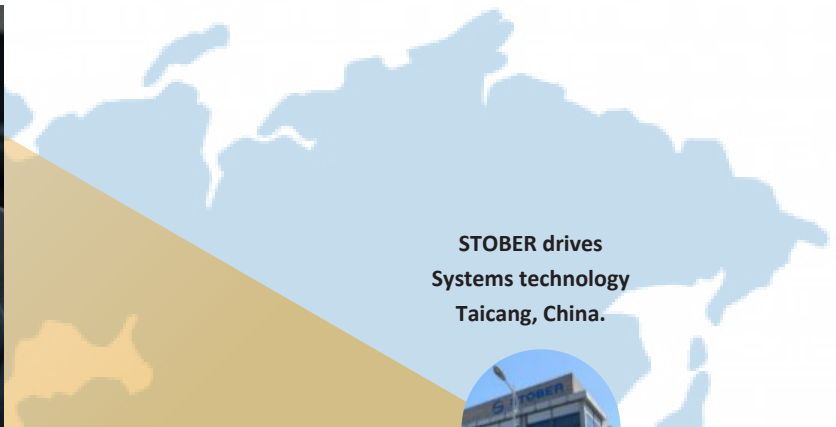 STOBER drives
Systems technology
Taicang, China.
STOBER